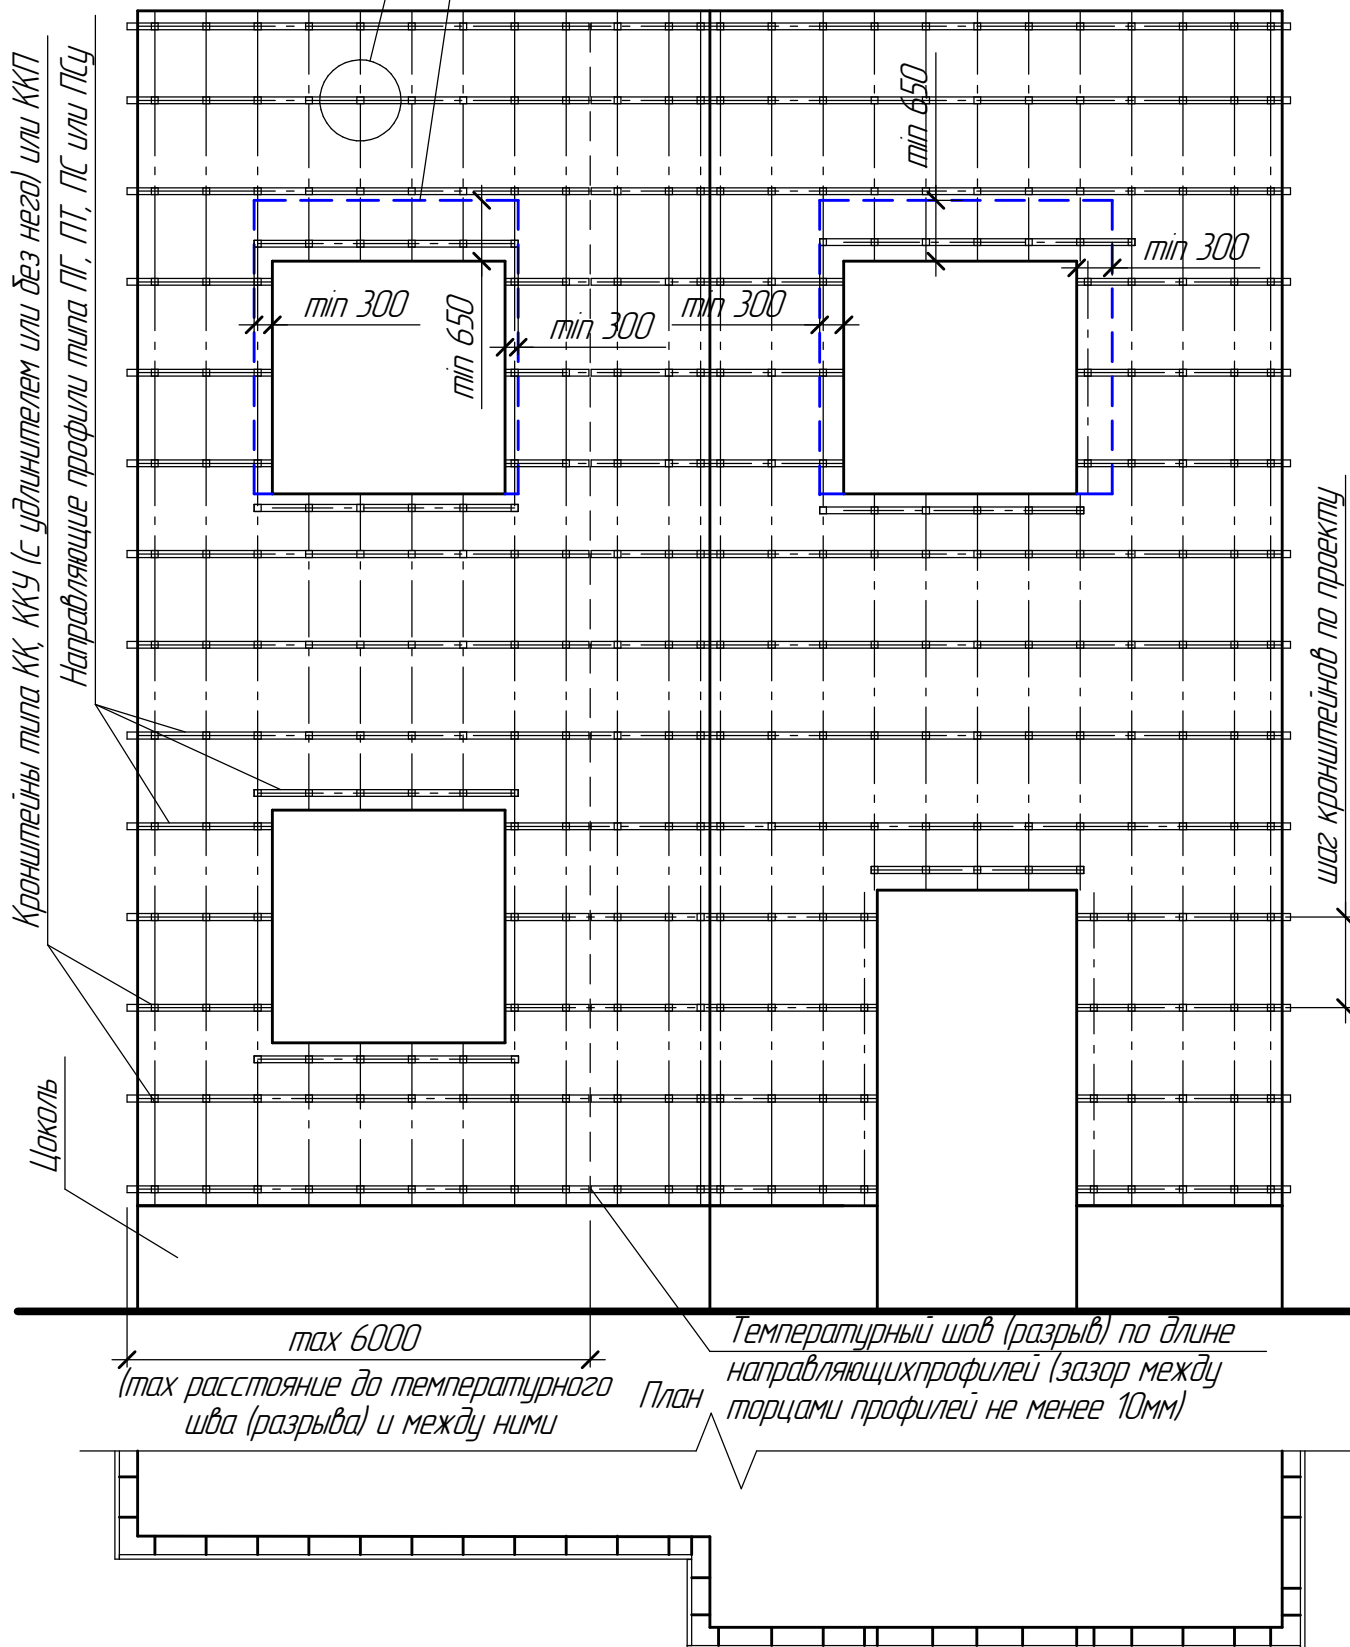 Кронштейны типа КК, ККУ (с удлинителем или без него) или ККП
Направляющие профили типа ПГ, ПТ, ПС или ПСу
min 650
min 300
min 300
min 650
min 300
min 300
шаг кронштейнов по проекту
Цоколь
max 6000
(max расстояние до температурного
шва (разрыва) и между ними
Температурный шов (разрыв) по длине
направляющихпрофилей (зазор между
торцами профилей не менее 10мм)
План